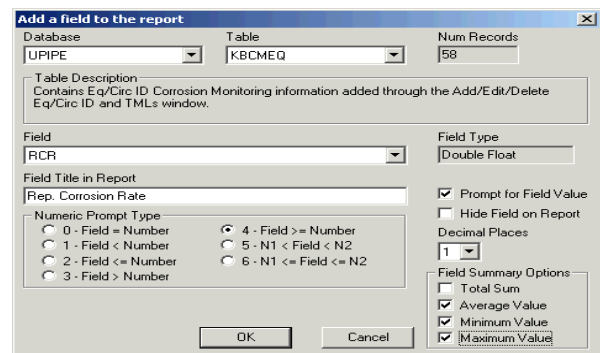 Add a field to the report
Database Table Num Records
UPIPE KBCMEQ 58
Table Description
Contains Eq/Circ ID Corrosion Monitoring information added through the Add/Edit/Delete
Eq/Circ ID and TMLs window.
Field Field Type
RCR Double Float
Field Title in Report
Rep. Corrosion Rate
Prompt for Field Value
Hide Field on Report
Numeric Prompt Type
0 - Field = Number 4 - Field >= Number
1 - Field < Number 5 - N1 < Field < N2
2 - Field <= Number 6 - N1 <= Field <= N2
3 - Field > Number
Decimal Places
1
Field Summary Options
Total Sum
Average Value
Minimum Value
Maximum Value
OK Cancel